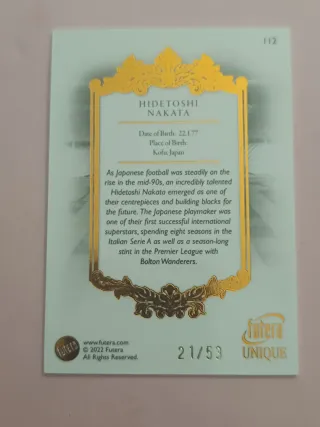 113
HIDETOSHI
NAKATA
Date of Birth: 22.1.77
Place of Birth:
Kofu, Japan
As Japanese football was steadily on the
rise in the mid-90s, an incredibly talented
Hidetoshi Nakata emerged as one of
their centrepieces and building blocks for
the future. The Japanese playmaker was
one of their first successful international
superstars, spending eight seasons in the
Italian Serie A as well as a season-long
stint in the Premier League with
Bolton Wanderers.
futera
www.futera.com
© 2022 Futera
All Rights Reserved.
21/53
futera
UNIQUE